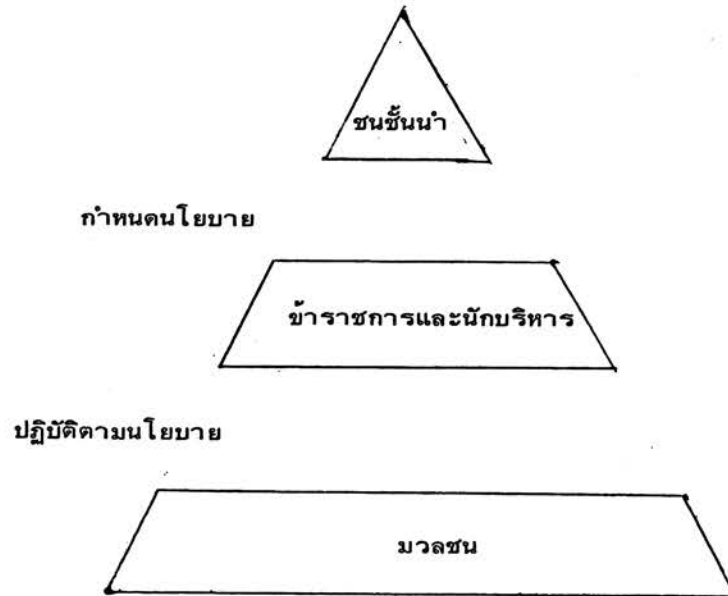 ชนชั้นนำ
กำหนดนโยบาย
ข้าราชการและนักบริหาร
ปฏิบัติตามนโยบาย
มวลชน